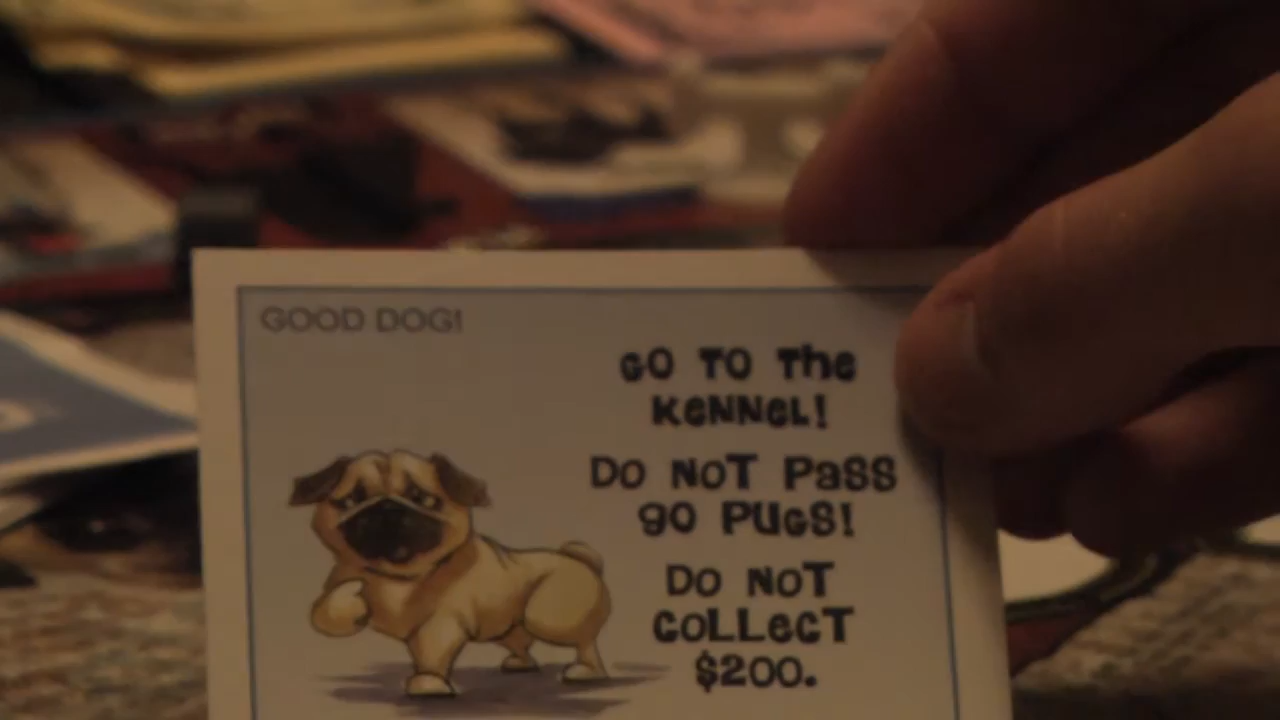 GOOD DOG!
GO TO The
KeNNeL!
DO NOT PaSS
gO PUGS!
DO NOT
COLLeCT
$200.